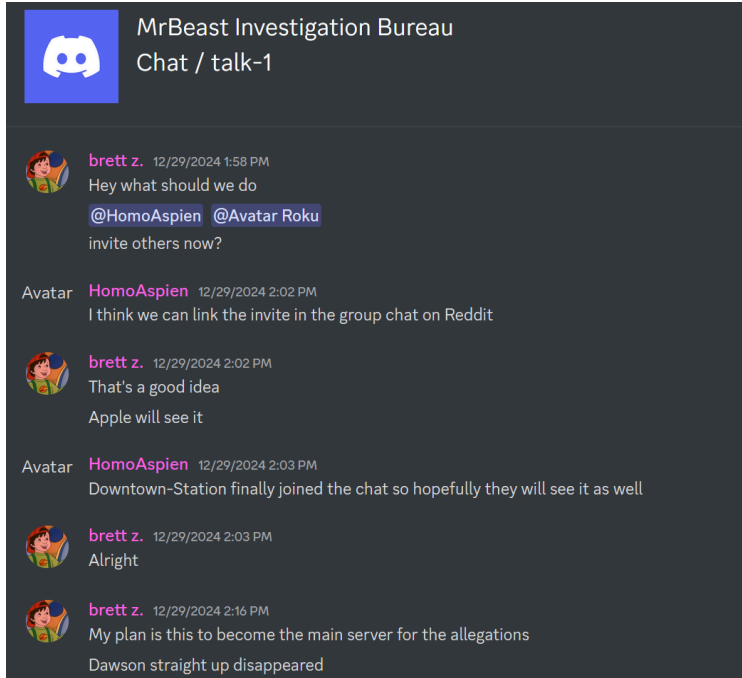 MrBeast Investigation Bureau
Chat / talk-1
brett z. 12/29/2024 1:58 PM
Hey what should we do
@HomoAspien @Avatar Roku
invite others now?
Avatar HomoAspien 12/29/2024 2:02 PM
I think we can link the invite in the group chat on Reddit
brett z. 12/29/2024 2:02 PM
That's a good idea
Apple will see it
Avatar HomoAspien 12/29/2024 2:03 PM
Downtown-Station finally joined the chat so hopefully they will see it as well
brett z. 12/29/2024 2:03 PM
Alright
brett z. 12/29/2024 2:16 PM
My plan is this to become the main server for the allegations
Dawson straight up disappeared